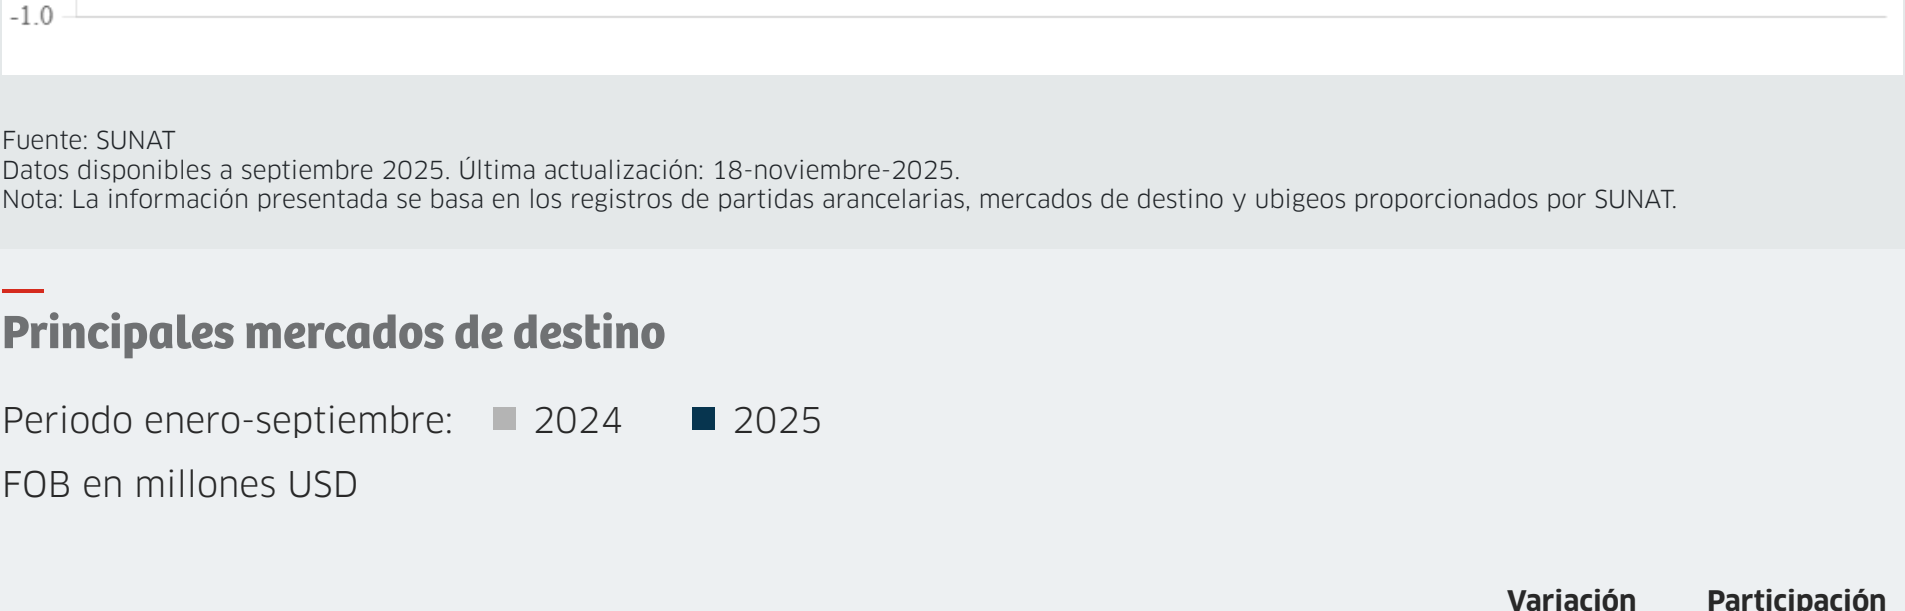 -1.0
Fuente: SUNAT
Datos disponibles a septiembre 2025. Última actualización: 18-noviembre-2025.
Nota: La información presentada se basa en los registros de partidas arancelarias, mercados de destino y ubigeos proporcionados por SUNAT.
Principales mercados de destino
Periodo enero-septiembre: 2024 2025
FOB en millones USD
Variación Participación